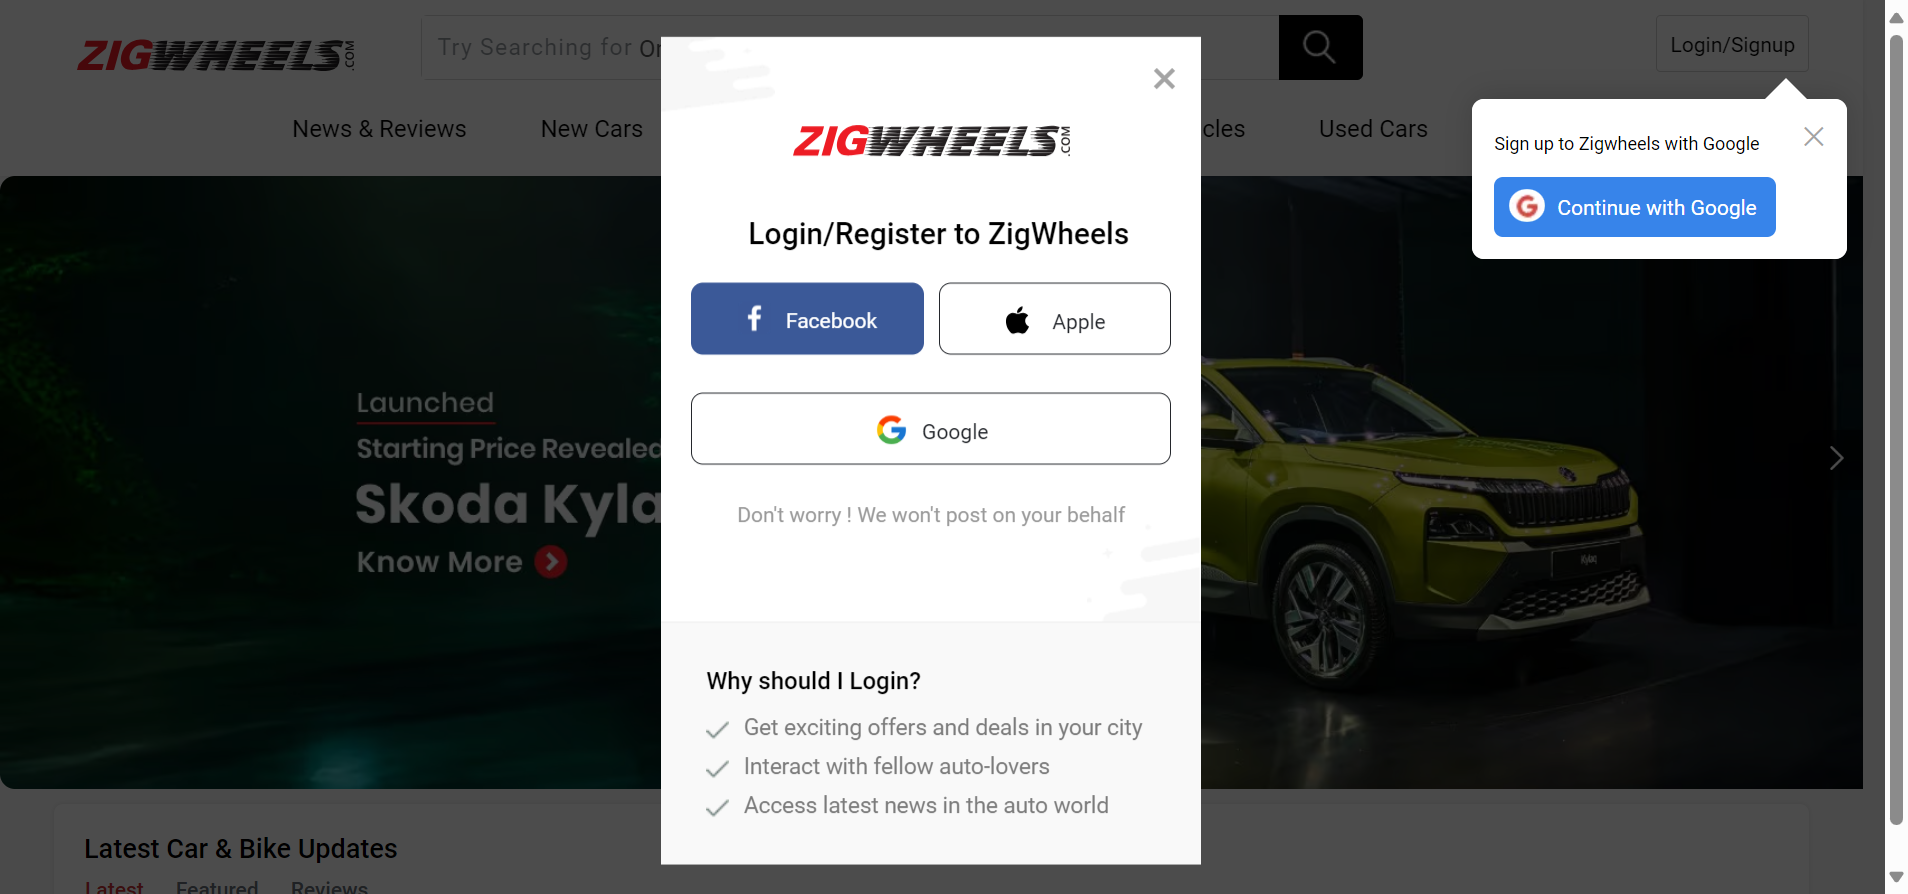 ZIGWHEELS.COM
Try Searching for
Login/Signup
News & Reviews
New Cars
Used Cars
Sign up to Zigwheels with Google
Continue with Google
Launched
Starting Price Revealed
Skoda
Know More
ZIGWHEELS.COM
Login/Register to ZigWheels
Facebook
Apple
Google
Don't worry ! We won't post on your behalf
Why should I Login?
Get exciting offers and deals in your city
Interact with fellow auto-lovers
Access latest news in the auto world
Kylaq
Latest Car & Bike Updates
Latest Featured Reviews